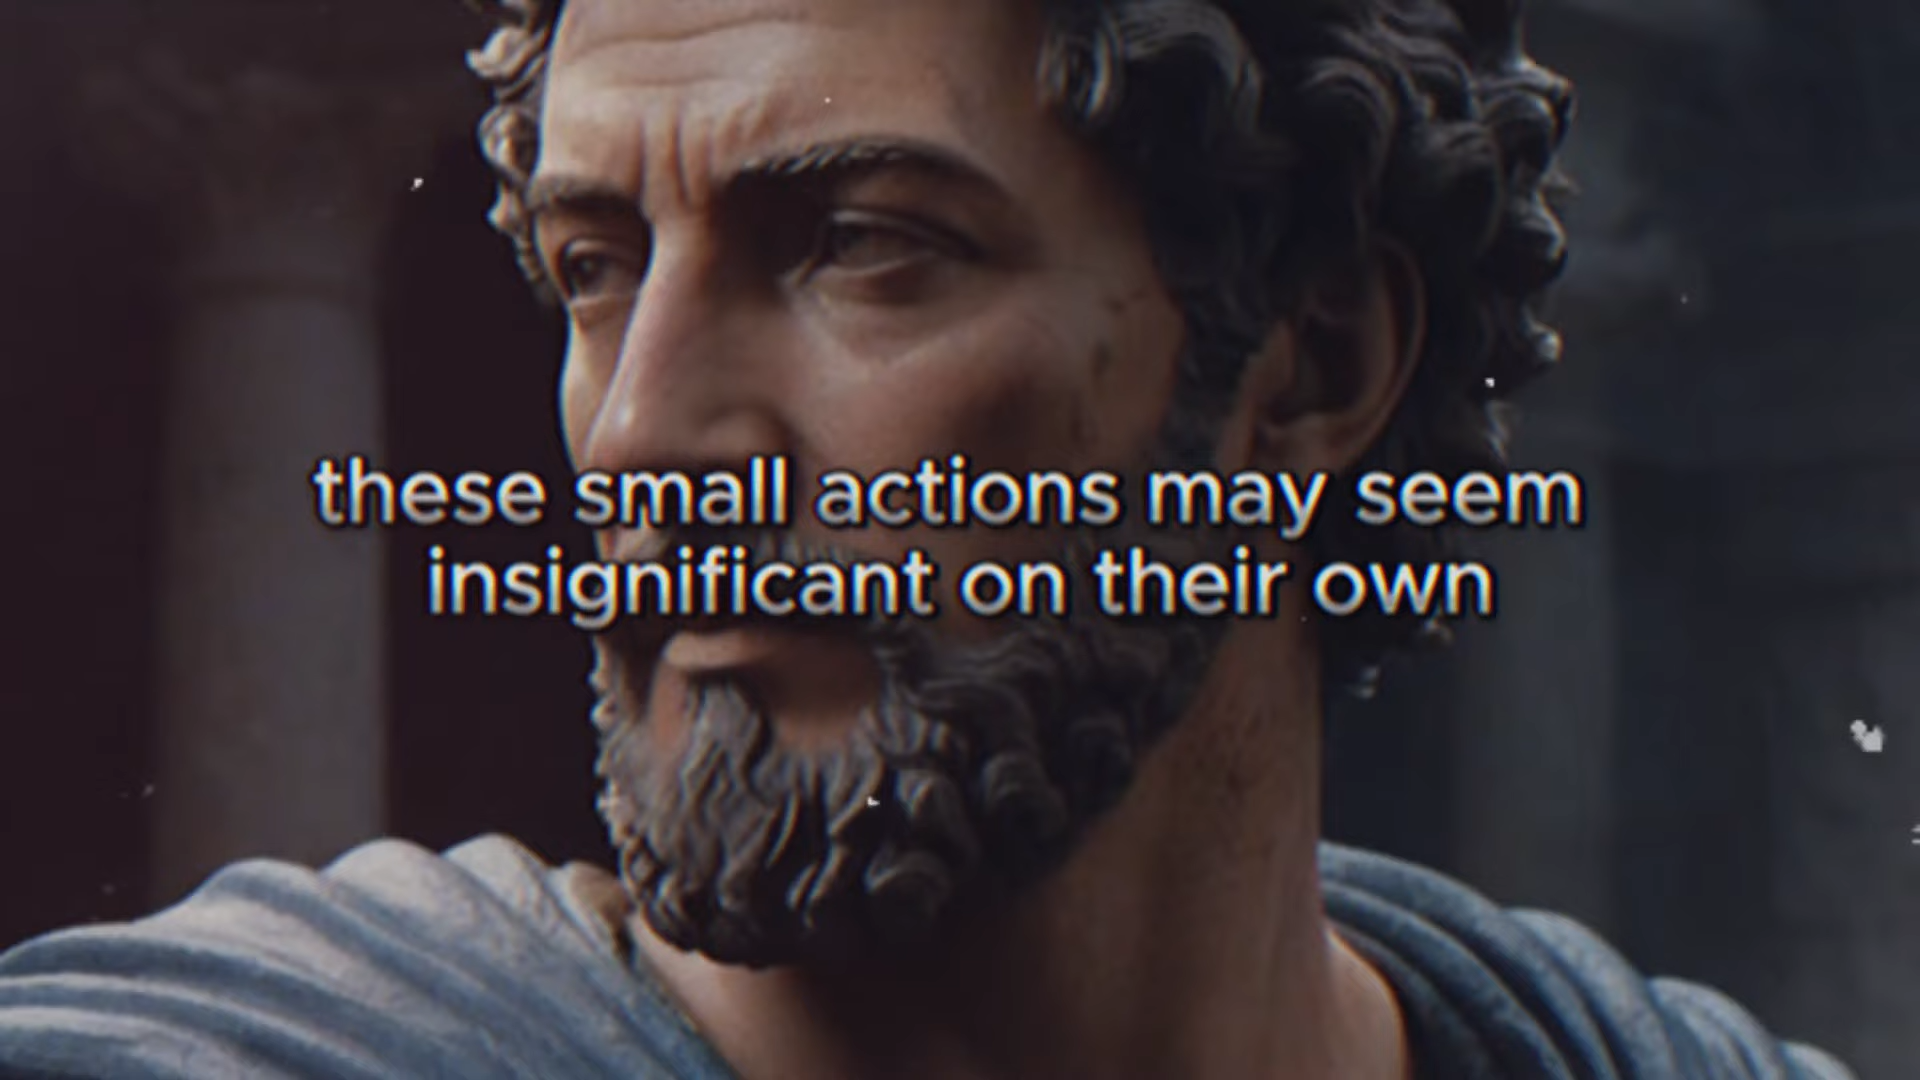 these small actions may seem
insignificant on their own